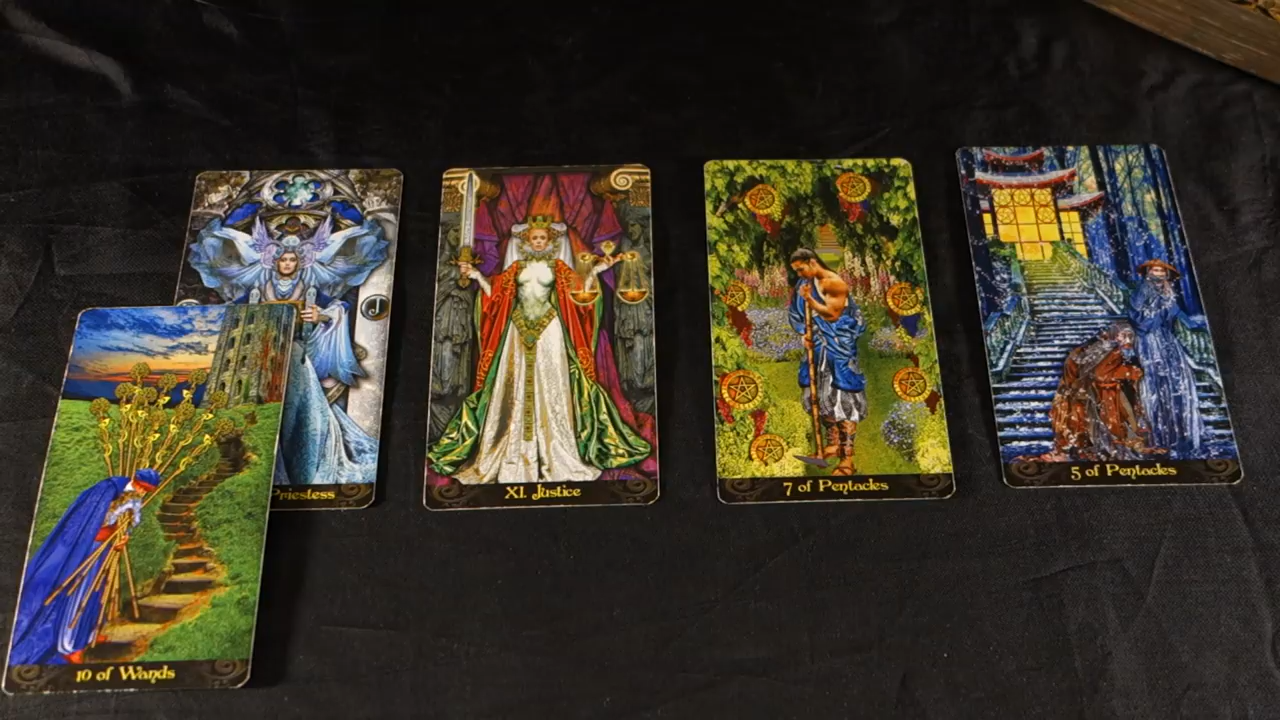 Priestess
XI. Justice
7 of Pentacles
5 of Pentacles
10 of Wands